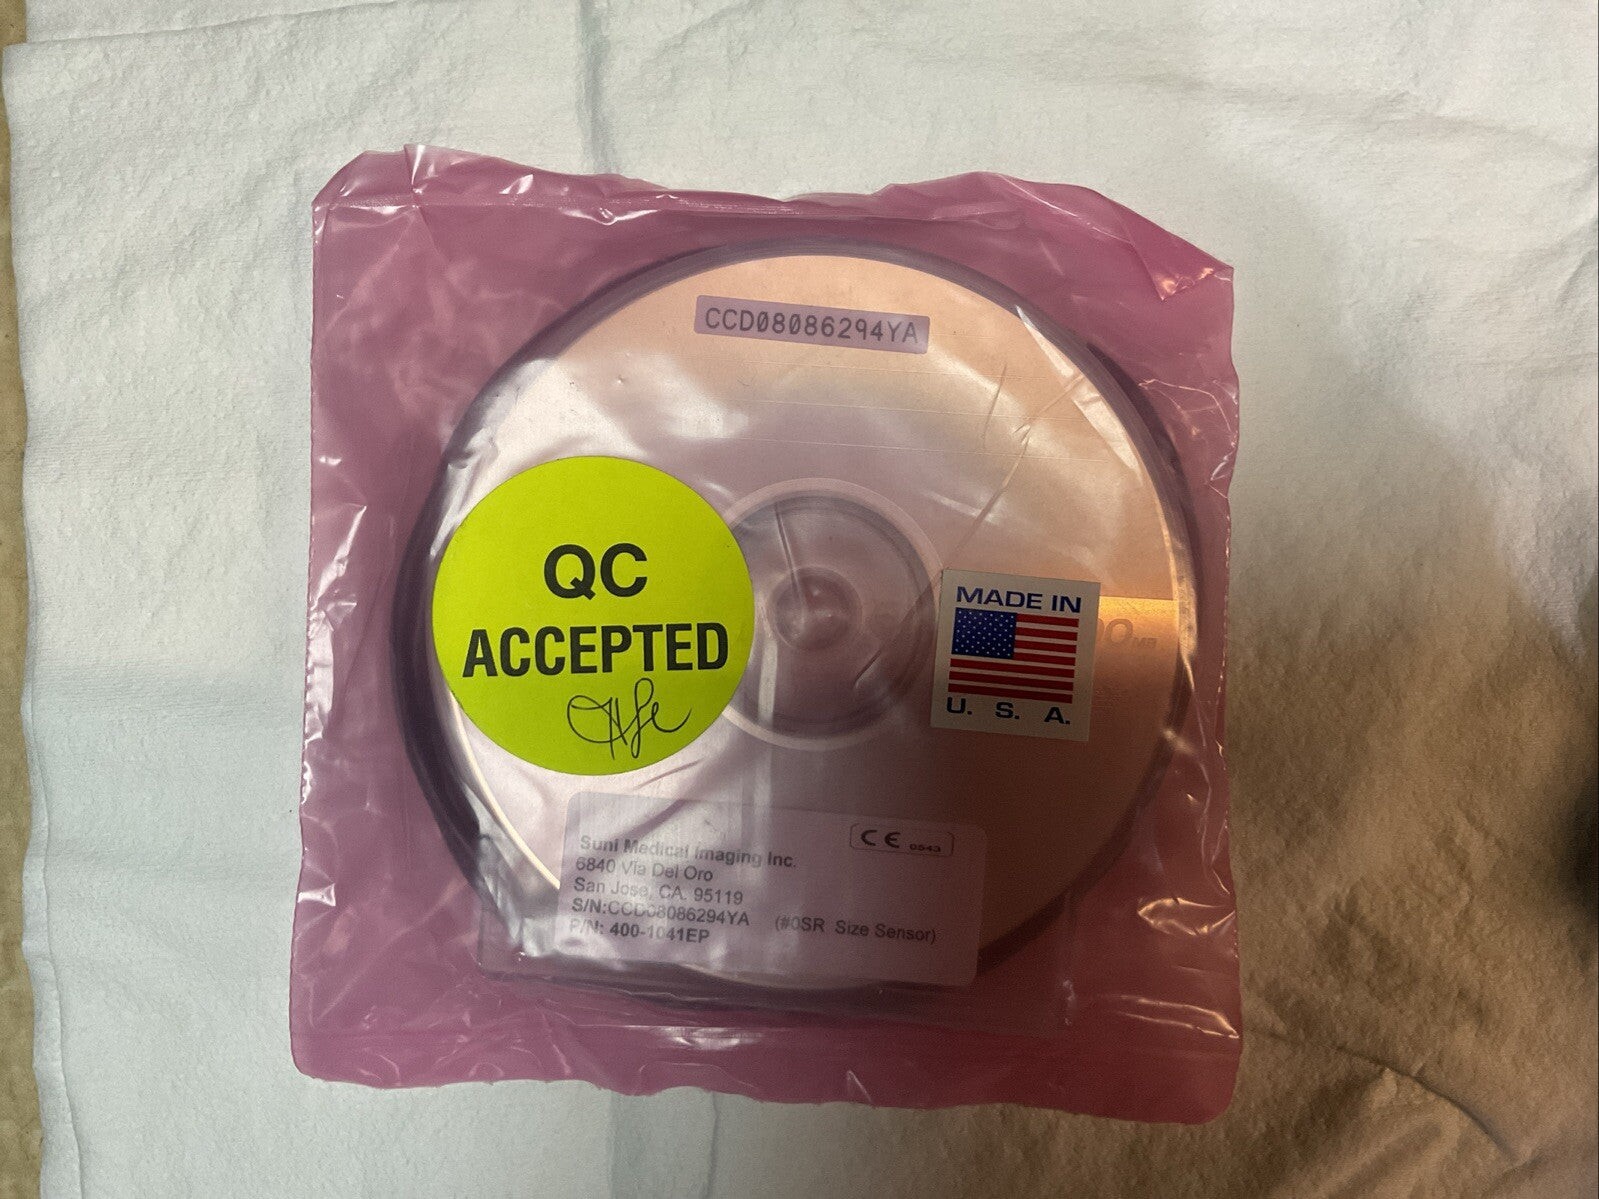 CCD08086294YA
QC
ACCEPTED
MADE IN
U. S. A.
Suni Medical Imaging Inc.
6840 Via Del Oro
San Jose, CA. 95119
S/N:CCD08086294YA (#0SR Size Sensor)
P/N: 400-1041EP
CE 0543